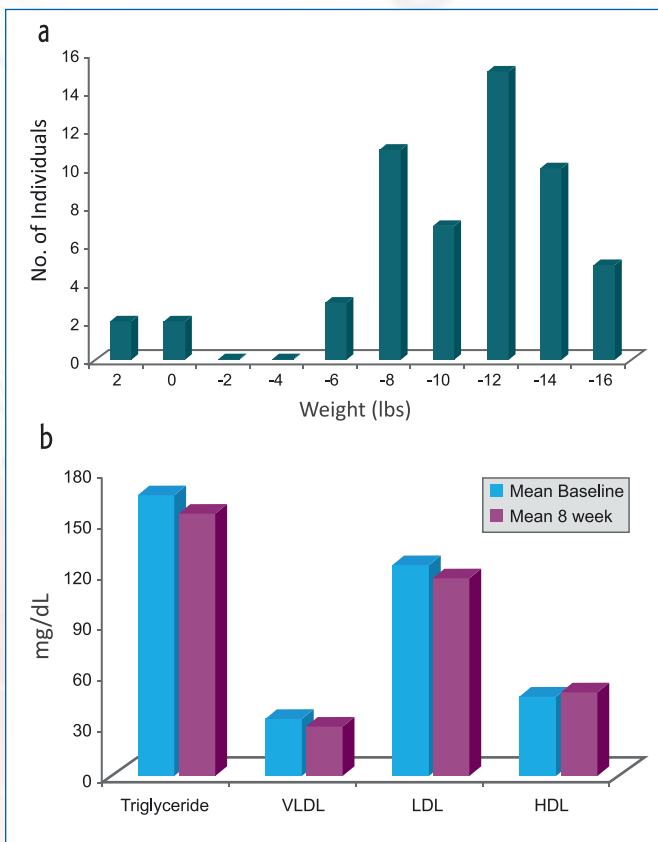 a
No. of Individuals
16
14
12
10
8
6
4
2
0
2 0 -2 -4 -6 -8 -10 -12 -14 -16
Weight (lbs)
b
mg/dL
180
150
120
90
60
30
0
Mean Baseline
Mean 8 week
Triglyceride VLDL LDL HDL